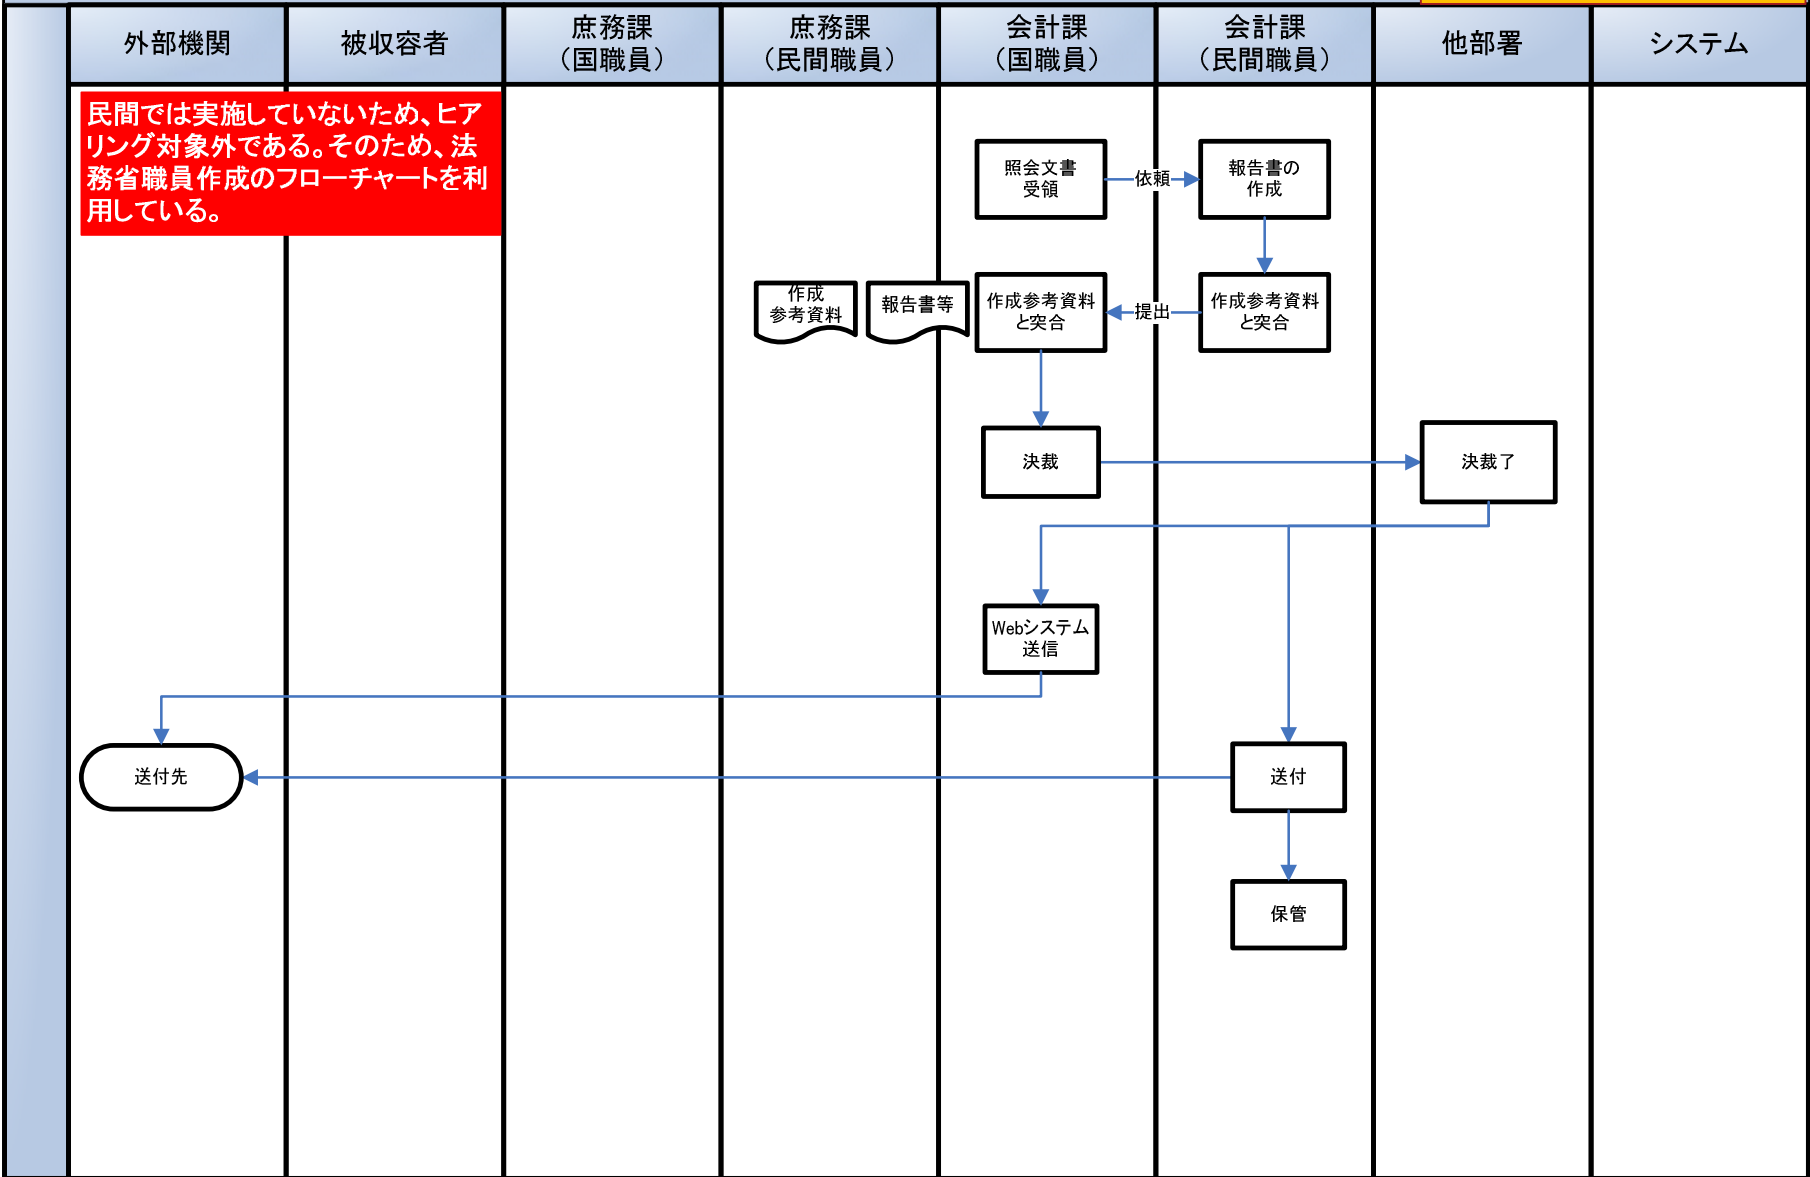 外部機関
被収容者
庶務課
（国職員）
庶務課
（民間職員）
会計課
（国職員）
会計課
（民間職員）
他部署
システム
民間では実施していないため、ヒア
リング対象外である。そのため、法
務省職員作成のフローチャートを利
用している。
照会文書
受領
依頼
報告書の
作成
作成
参考資料
報告書等
作成参考資料
と突合
提出
作成参考資料
と突合
決裁
決裁了
Webシステム
送信
送付先
送付
保管